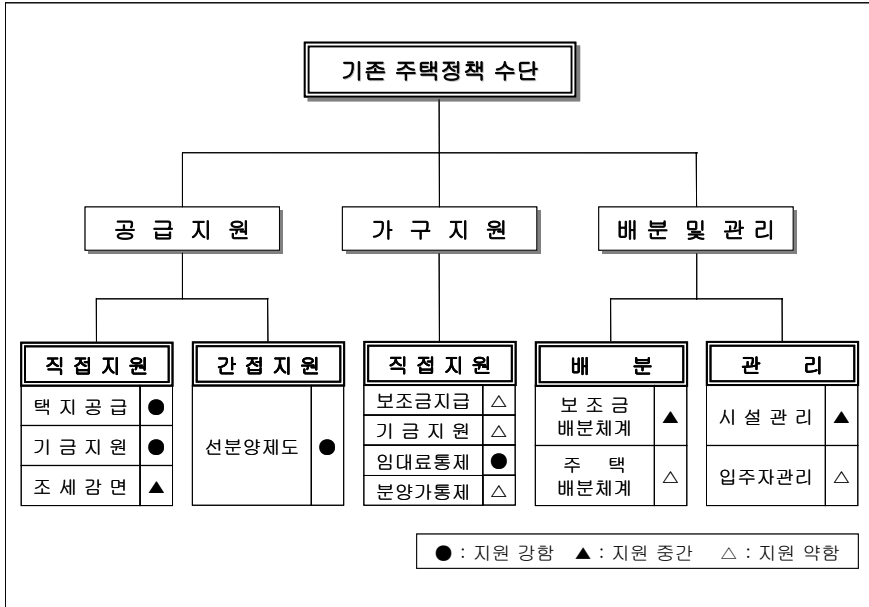 기존 주택정책 수단
공 급 지 원
가 구 지 원
배 분 및 관 리
직 접 지 원
택 지 공 급 ●
기 금 지 원 ●
조 세 감 면 ▲
간 접 지 원
선분양제도 ●
직 접 지 원
보조금지급 △
기 금 지 원 △
임대료통제 ●
분양가통제 △
배 분
보 조 금
배분체계 ▲
주 택
배분체계 △
관 리
시 설 관 리 ▲
입주자관리 △
● : 지원 강함 ▲ : 지원 중간 △ : 지원 약함